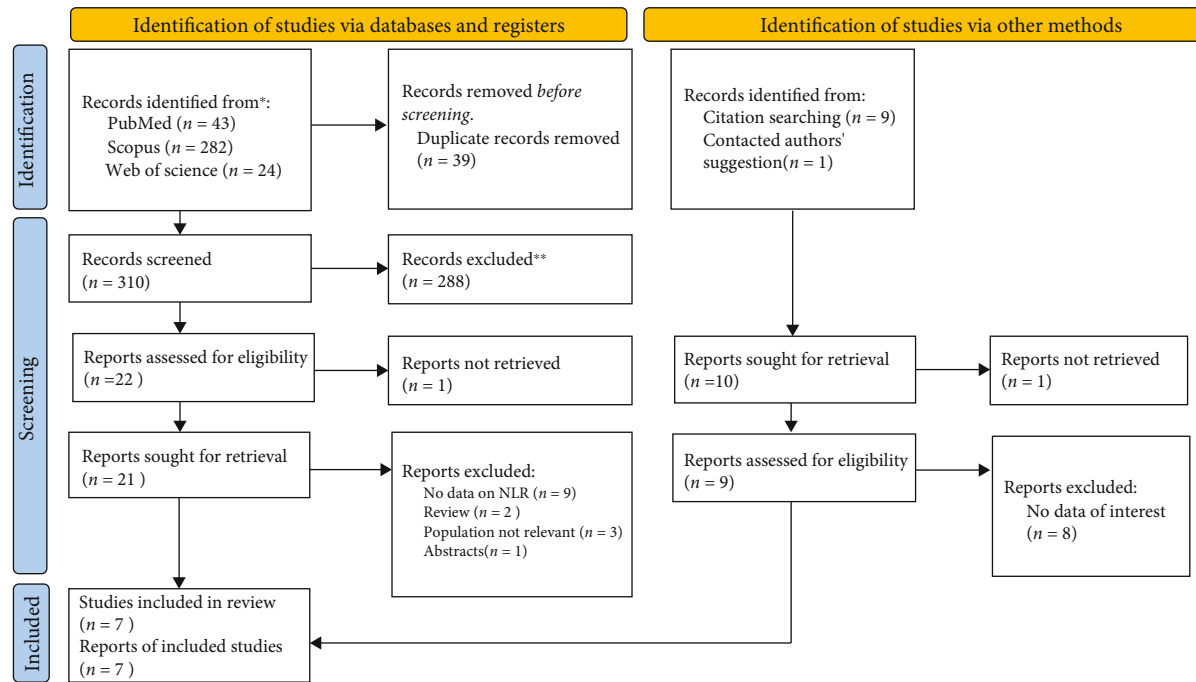 Identification of studies via databases and registers
Identification of studies via other methods
Identification
Records identified from*:
PubMed (n = 43)
Scopus (n = 282)
Web of science (n = 24)
Records removed before
screening.
Duplicate records removed
(n = 39)
Records identified from:
Citation searching (n = 9)
Contacted authors'
suggestion(n = 1)
Screening
Records screened
(n = 310)
Records excluded**
(n = 288)
Reports assessed for eligibility
(n =22 )
Reports not retrieved
(n = 1)
Reports sought for retrieval
(n =10)
Reports not retrieved
(n = 1)
Reports sought for retrieval
(n = 21 )
Reports excluded:
No data on NLR (n = 9)
Review (n = 2 )
Population not relevant (n = 3)
Abstracts(n = 1)
Reports assessed for eligibility
(n = 9)
Reports excluded:
No data of interest
(n = 8)
Included
Studies included in review
(n = 7 )
Reports of included studies
(n = 7 )